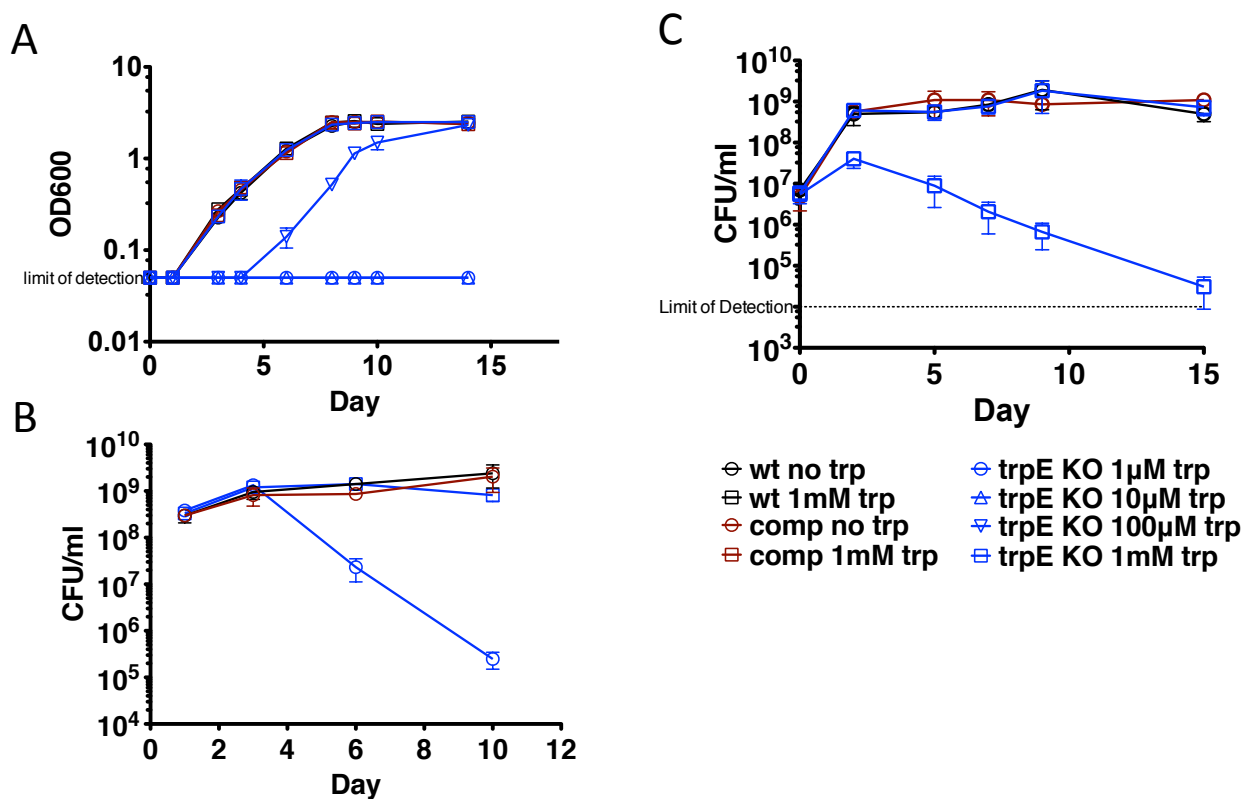 A
10
1
0.1
limit of detection
0.01
OD600
0 5 10 15
Day
B
10^10
10^9
10^8
10^7
10^6
10^5
10^4
CFU/ml
0 2 4 6 8 10 12
Day
C
10^10
10^9
10^8
10^7
10^6
10^5
Limit of Detection
10^3
CFU/ml
0 5 10 15
Day
wt no trp
wt 1mM trp
comp no trp
comp 1mM trp
trpE KO 1µM trp
trpE KO 10µM trp
trpE KO 100µM trp
trpE KO 1mM trp